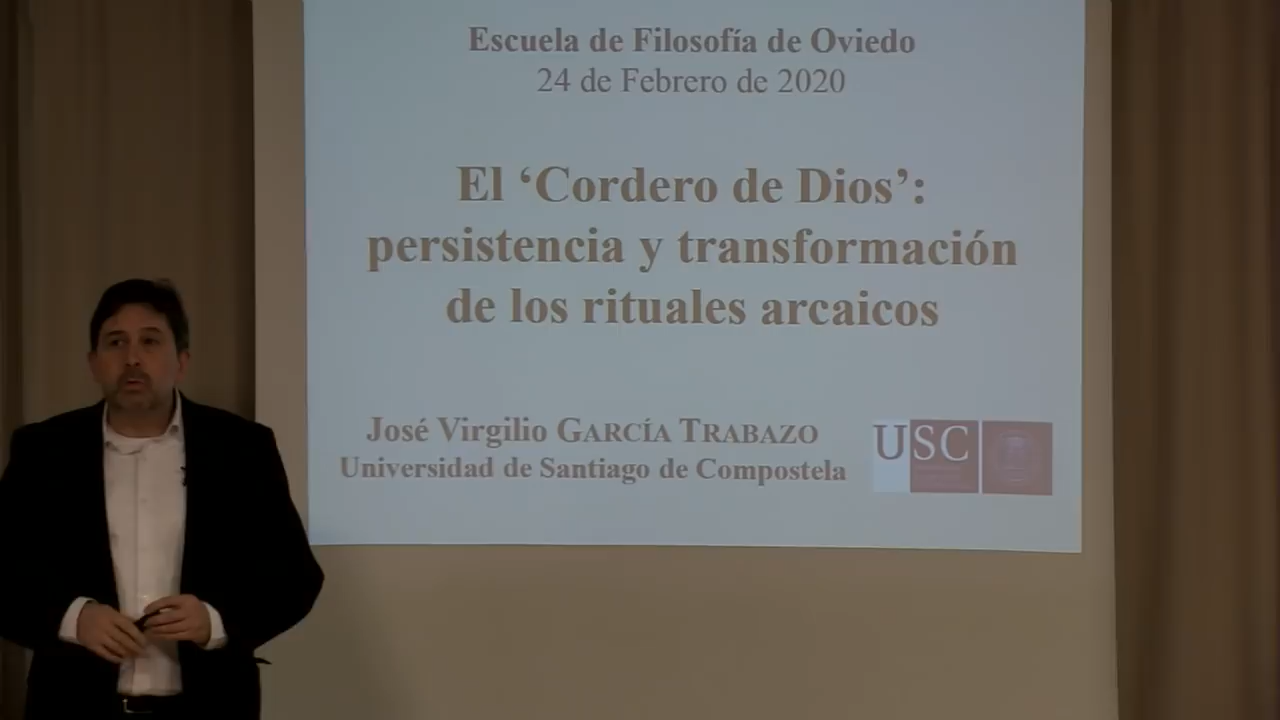 Escuela de Filosofía de Oviedo
24 de Febrero de 2020
El ‘Cordero de Dios’:
persistencia y transformación
de los rituales arcaicos
José Virgilio GARCÍA TRABAZO
Universidad de Santiago de Compostela
USC